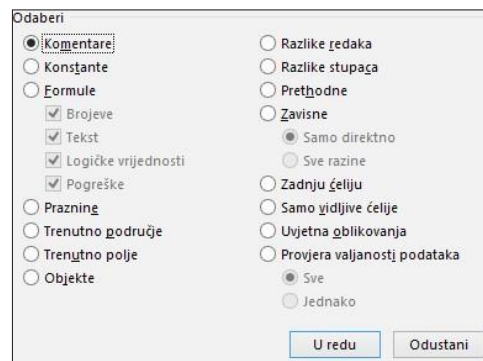 Odaberi
Komentare
Konstante
Formule
Brojeve
Tekst
Logičke vrijednosti
Pogreške
Praznine
Trenutno područje
Trenutno polje
Objekte
Razlike redaka
Razlike stupaca
Prethodne
Zavisne
Samo direktno
Sve razine
Zadnju ćeliju
Samo vidljive ćelije
Uvjetna oblikovanja
Provjera valjanosti podataka
Sve
Jednako
U redu
Odustani